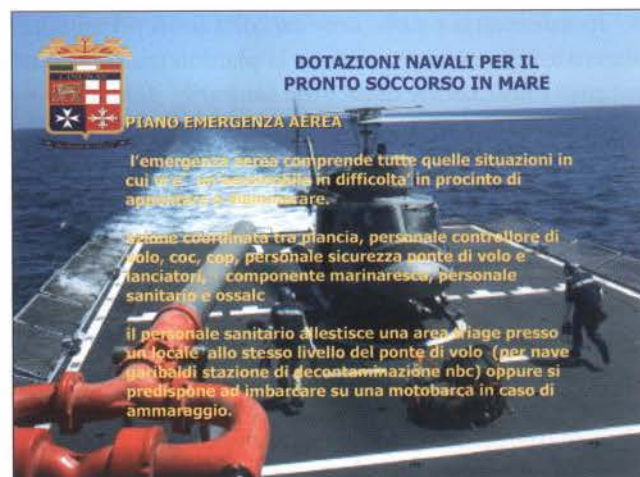 DOTAZIONI NAVALI PER IL
PRONTO SOCCORSO IN MARE
PIANO EMERGENZA AEREA
l'emergenza aerea comprende tutte quelle situazioni in
cui vi e' un'aeromobile in difficolta' in procinto di
appontare o ammarare.
azione coordinata tra plancia, personale controllore di
volo, coc, cop, personale sicurezza ponte di volo e
lanciatori, componente marinaresca, personale
sanitario e ossalc
il personale sanitario allestisce una area triage presso
un locale allo stesso livello del ponte di volo (per nave
garibaldi stazione di decontaminazione nbc) oppure si
predispone ad imbarcare su una motobarca in caso di
ammaraggio.